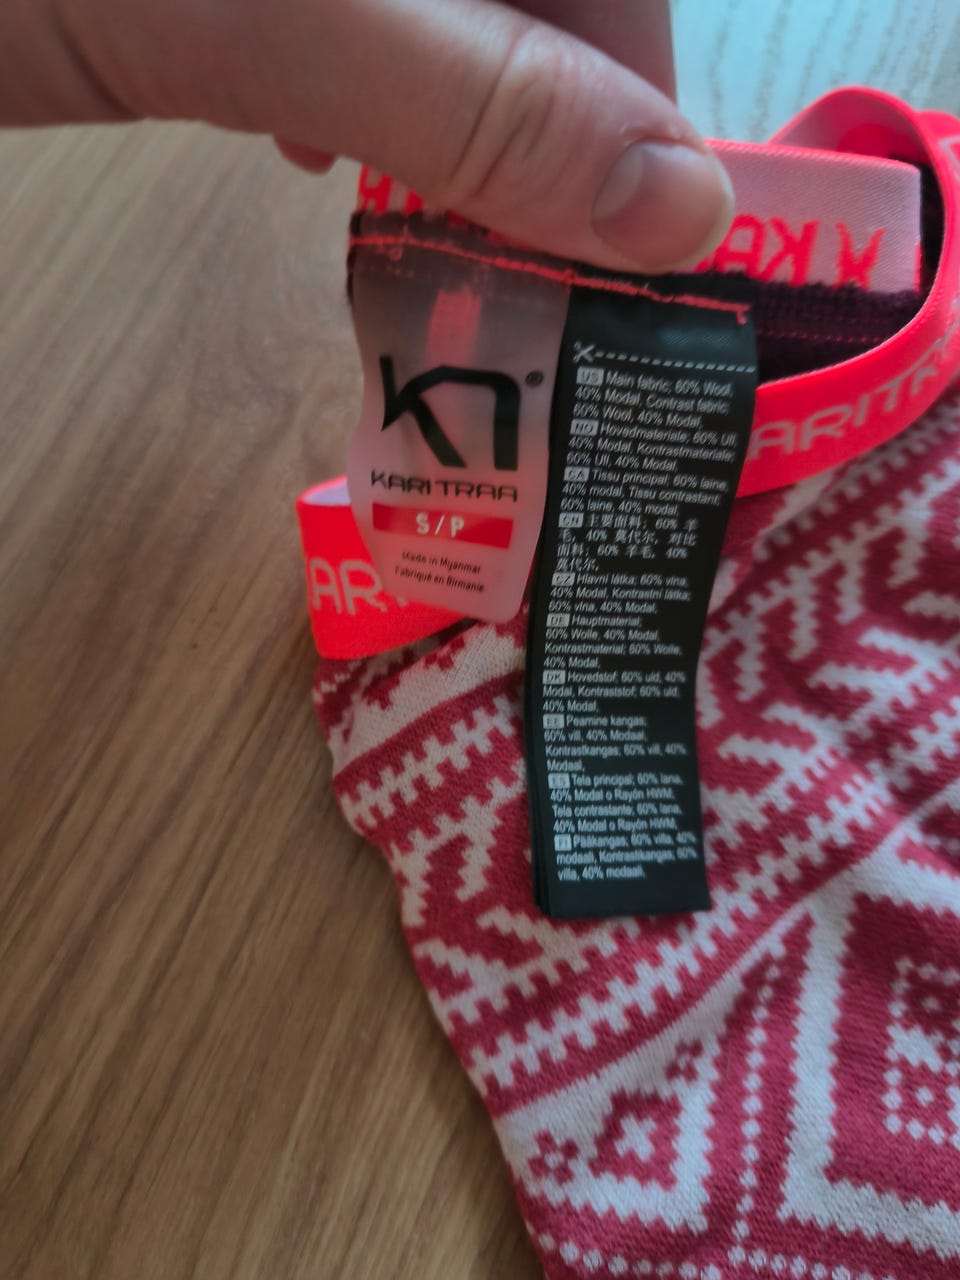 KARI TRAA
S / P
Made in Myanmar
Fabriqué en Birmanie
US Main fabric; 60% Wool,
40% Modal, Contrast fabric;
60% Wool, 40% Modal,
NO Hovedmateriale; 60% Ull,
40% Modal, Kontrastmateriale;
60% Ull, 40% Modal,
CA Tissu principal; 60% laine,
40% modal, Tissu contrastant;
60% laine, 40% modal,
CN 主要面料; 60% 羊
毛, 40% 莫代尔, 对比
面料; 60% 羊毛, 40%
莫代尔,
CZ Hlavní látka; 60% vlna,
40% Modal, Kontrastní látka;
60% vlna, 40% Modal,
DE Hauptmaterial;
60% Wolle, 40% Modal,
Kontrastmaterial; 60% Wolle,
40% Modal,
DK Hovedstof; 60% uld, 40%
Modal, Kontraststof; 60% uld,
40% Modal,
EE Peamine kangas;
60% vill, 40% Modaal,
Kontrastkangas; 60% vill, 40%
Modaal,
ES Tela principal; 60% lana,
40% Modal o Rayón HWM,
Tela contrastante; 60% lana,
40% Modal o Rayón HWM,
FI Pääkangas; 60% villa, 40%
modaali, Kontrastikangas; 60%
villa, 40% modaali,